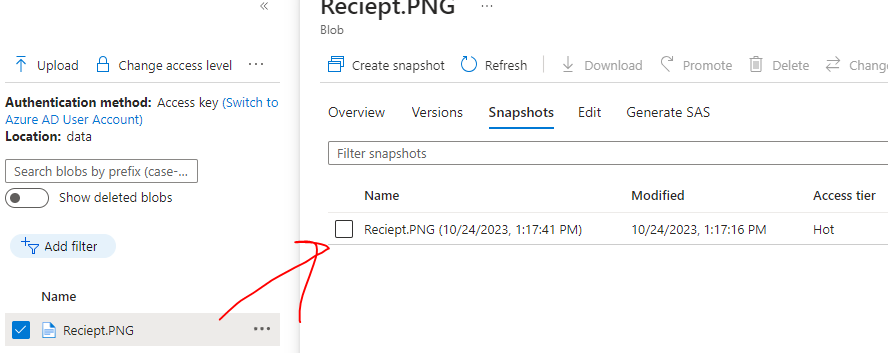 «
Upload Change access level ...
Authentication method: Access key (Switch to
Azure AD User Account)
Location: data
Search blobs by prefix (case-...
Show deleted blobs
Add filter
Name
Reciept.PNG ...
Reciept.PNG ...
Blob
Create snapshot Refresh Download Promote Delete Change
Overview Versions Snapshots Edit Generate SAS
Filter snapshots
Name Modified Access tier
Reciept.PNG (10/24/2023, 1:17:41 PM) 10/24/2023, 1:17:16 PM Hot